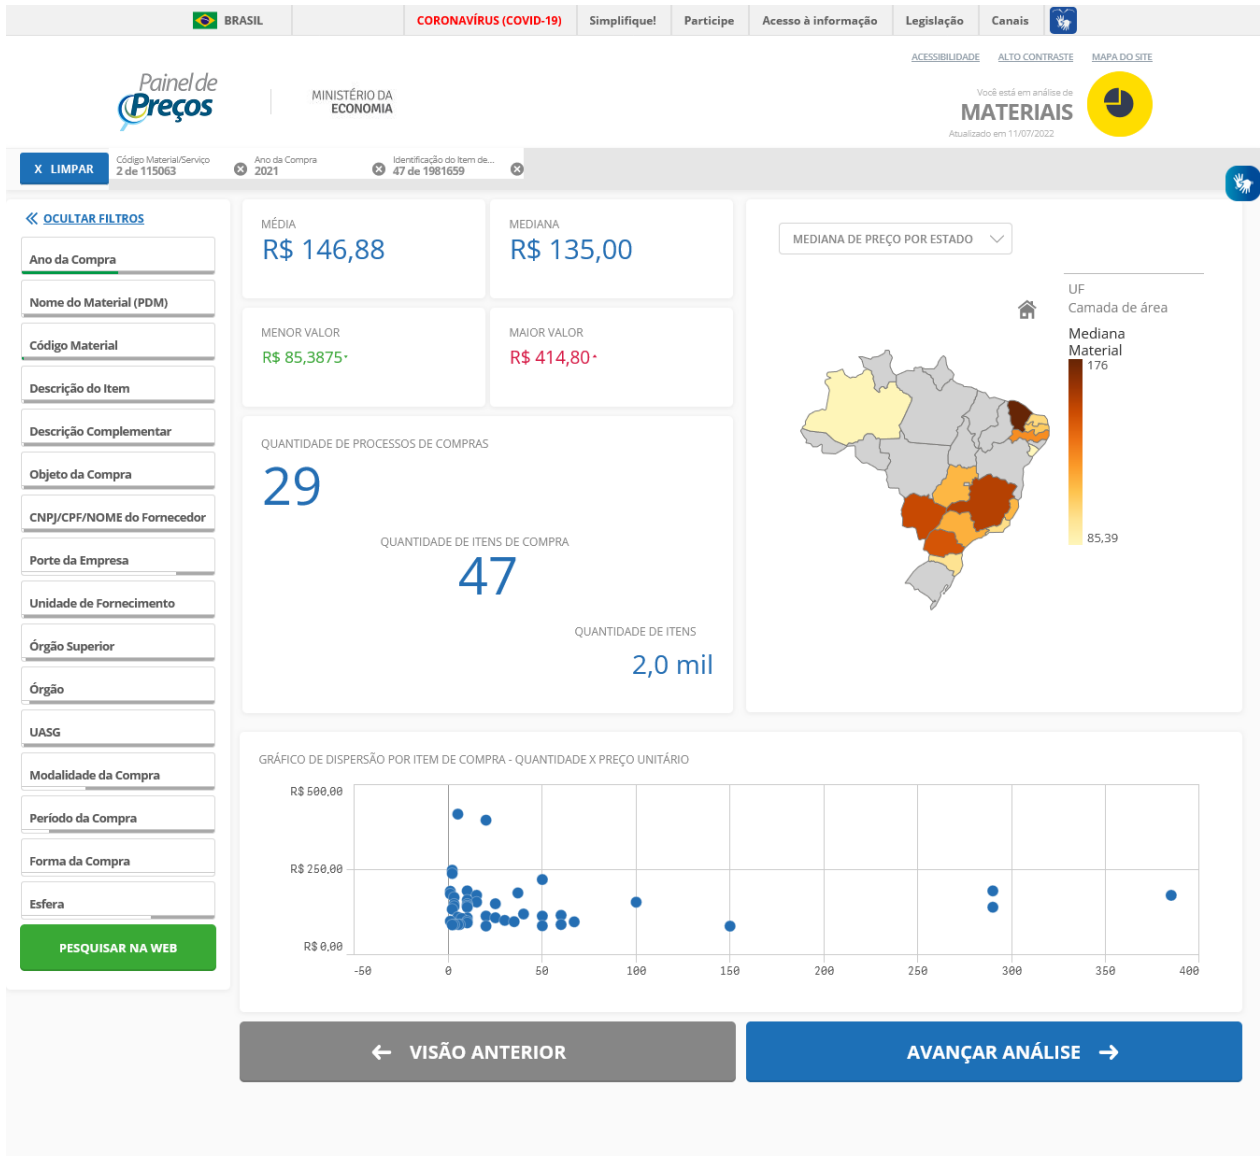 BRASIL
CORONAVÍRUS (COVID-19)
Simplifique!
Participe
Acesso à informação
Legislação
Canais
ACESSIBILIDADE
ALTO CONTRASTE
MAPA DO SITE
Painel de
Preços
MINISTÉRIO DA
ECONOMIA
Você está em análise de
MATERIAIS
Atualizado em 11/07/2022
X LIMPAR
Código Material/Serviço
2 de 115063
Ano da Compra
2021
Identificação do Item de...
47 de 1981659
OCULTAR FILTROS
Ano da Compra
Nome do Material (PDM)
Código Material
Descrição do Item
Descrição Complementar
Objeto da Compra
CNPJ/CPF/NOME do Fornecedor
Porte da Empresa
Unidade de Fornecimento
Órgão Superior
Órgão
UASG
Modalidade da Compra
Período da Compra
Forma da Compra
Esfera
PESQUISAR NA WEB
MÉDIA
R$ 146,88
MEDIANA
R$ 135,00
MENOR VALOR
R$ 85,3875*
MAIOR VALOR
R$ 414,80*
QUANTIDADE DE PROCESSOS DE COMPRAS
29
QUANTIDADE DE ITENS DE COMPRA
47
QUANTIDADE DE ITENS
2,0 mil
MEDIANA DE PREÇO POR ESTADO
UF
Camada de área
Mediana
Material
176
85,39
GRÁFICO DE DISPERSÃO POR ITEM DE COMPRA - QUANTIDADE X PREÇO UNITÁRIO
R$ 500,00
R$ 250,00
R$ 0,00
-50 0 50 100 150 200 250 300 350 400
VISÃO ANTERIOR
AVANÇAR ANÁLISE